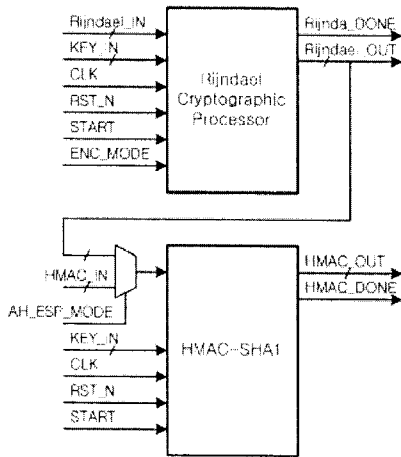 Rijndael_IN
KEY_IN
CLK
RST_N
START
ENC_MODE
Rijndael
Cryptographic
Processor
Rijnda_DONE
Rijndael_OUT
HMAC_IN
AH_ESP_MODE
KEY_IN
CLK
RST_N
START
HMAC-SHA1
HMAC_OUT
HMAC_DONE